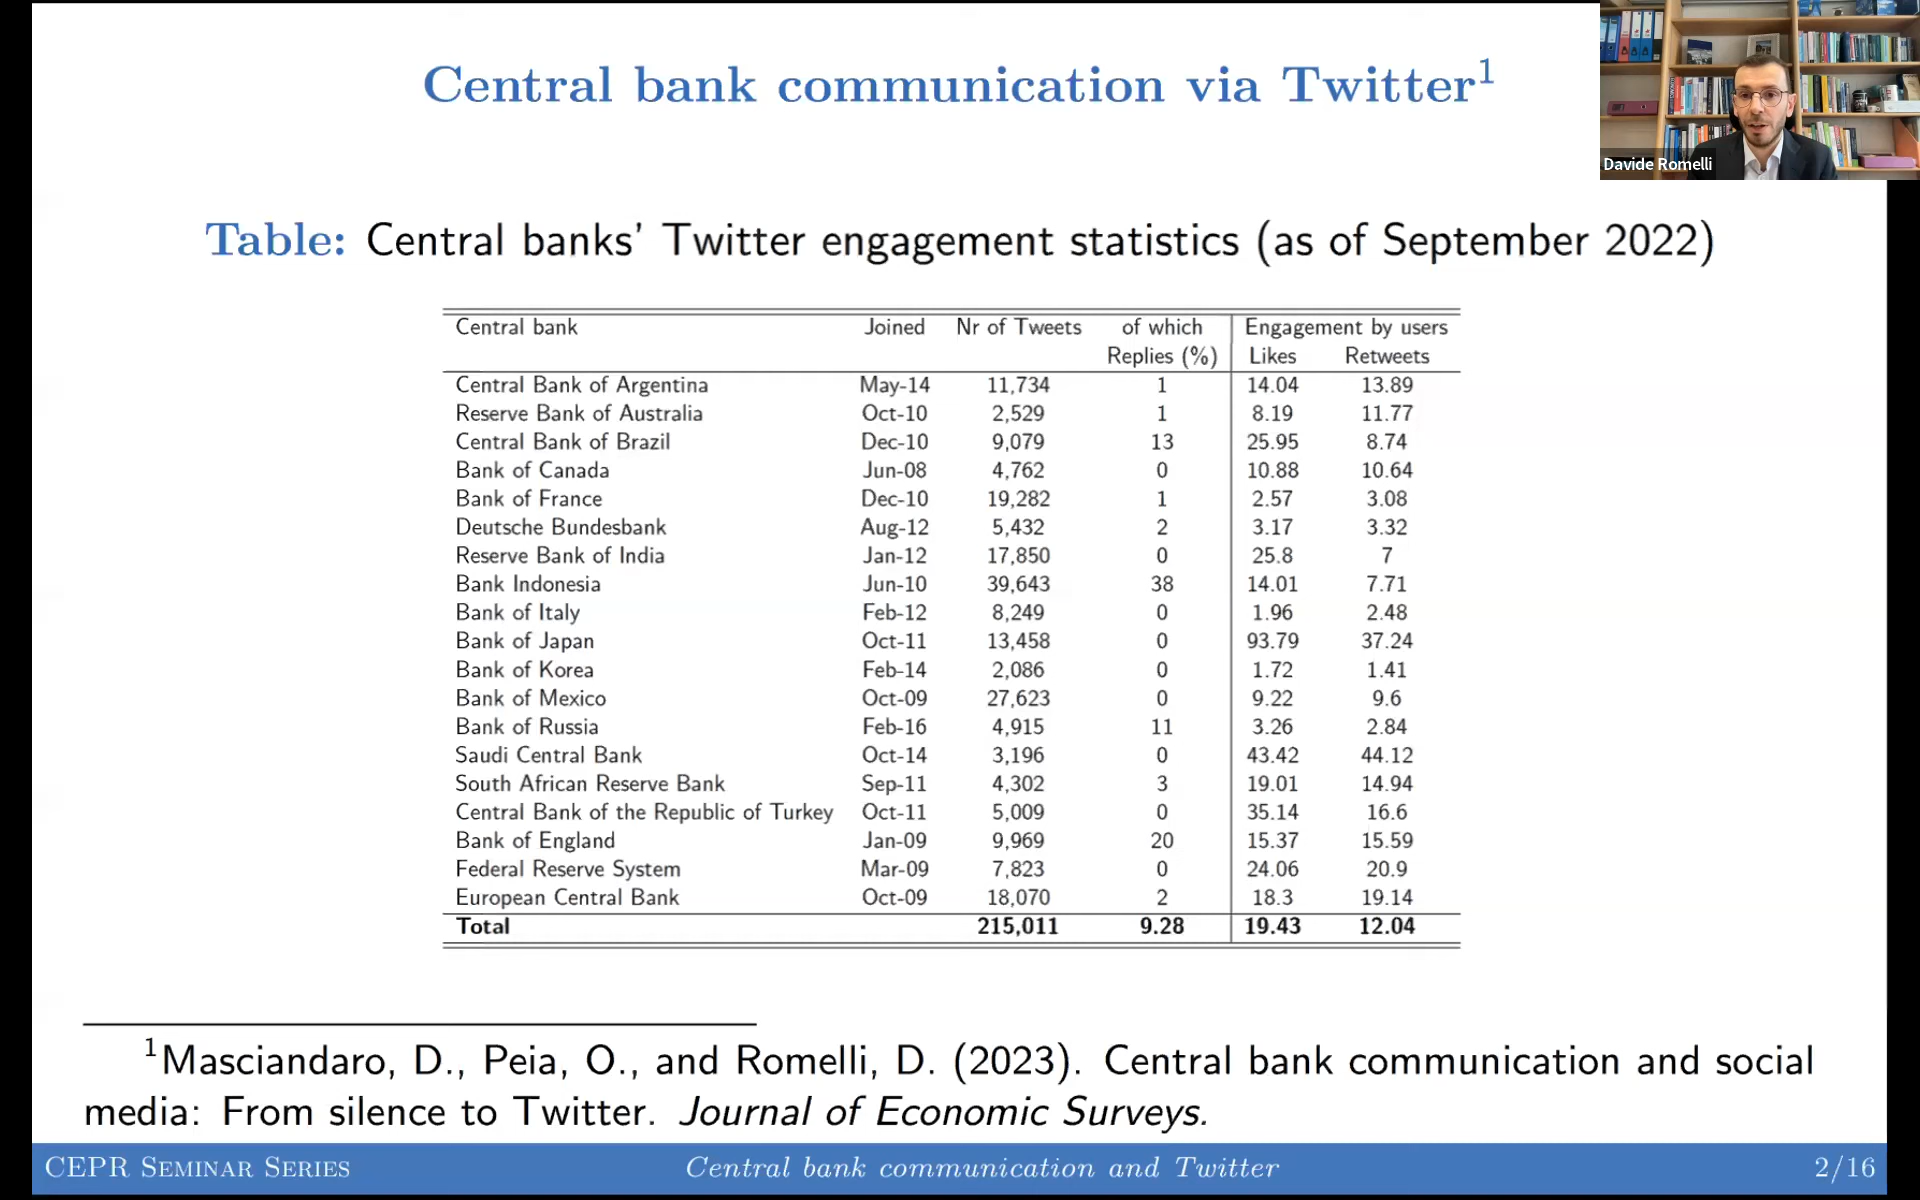 Central bank communication via Twitter¹
Davide Romelli
Table: Central banks' Twitter engagement statistics (as of September 2022)
Central bank Joined Nr of Tweets of which Engagement by users
Replies (%) Likes Retweets
Central Bank of Argentina May-14 11,734 1 14.04 13.89
Reserve Bank of Australia Oct-10 2,529 1 8.19 11.77
Central Bank of Brazil Dec-10 9,079 13 25.95 8.74
Bank of Canada Jun-08 4,762 0 10.88 10.64
Bank of France Dec-10 19,282 1 2.57 3.08
Deutsche Bundesbank Aug-12 5,432 2 3.17 3.32
Reserve Bank of India Jan-12 17,850 0 25.8 7
Bank Indonesia Jun-10 39,643 38 14.01 7.71
Bank of Italy Feb-12 8,249 0 1.96 2.48
Bank of Japan Oct-11 13,458 0 93.79 37.24
Bank of Korea Feb-14 2,086 0 1.72 1.41
Bank of Mexico Oct-09 27,623 0 9.22 9.6
Bank of Russia Feb-16 4,915 11 3.26 2.84
Saudi Central Bank Oct-14 3,196 0 43.42 44.12
South African Reserve Bank Sep-11 4,302 3 19.01 14.94
Central Bank of the Republic of Turkey Oct-11 5,009 0 35.14 16.6
Bank of England Jan-09 9,969 20 15.37 15.59
Federal Reserve System Mar-09 7,823 0 24.06 20.9
European Central Bank Oct-09 18,070 2 18.3 19.14
Total 215,011 9.28 19.43 12.04
¹Masciandaro, D., Peia, O., and Romelli, D. (2023). Central bank communication and social
media: From silence to Twitter. Journal of Economic Surveys.
CEPR Seminar Series Central bank communication and Twitter 2/16